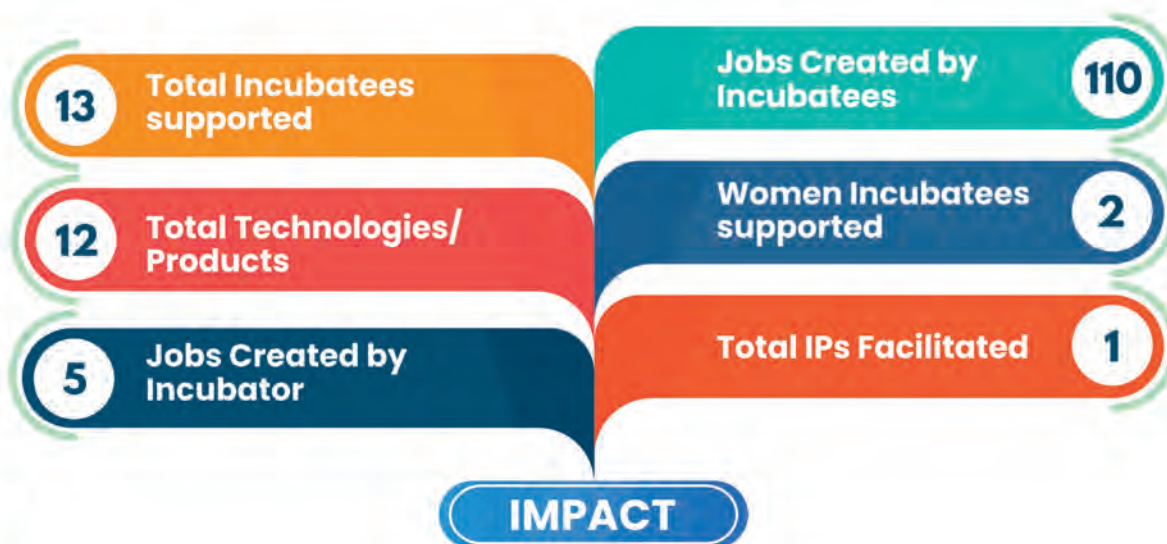 13
Total Incubatees
supported
12
Total Technologies/
Products
5
Jobs Created by
Incubator
Jobs Created by
Incubatees
110
Women Incubatees
supported
2
Total IPs Facilitated
1
IMPACT